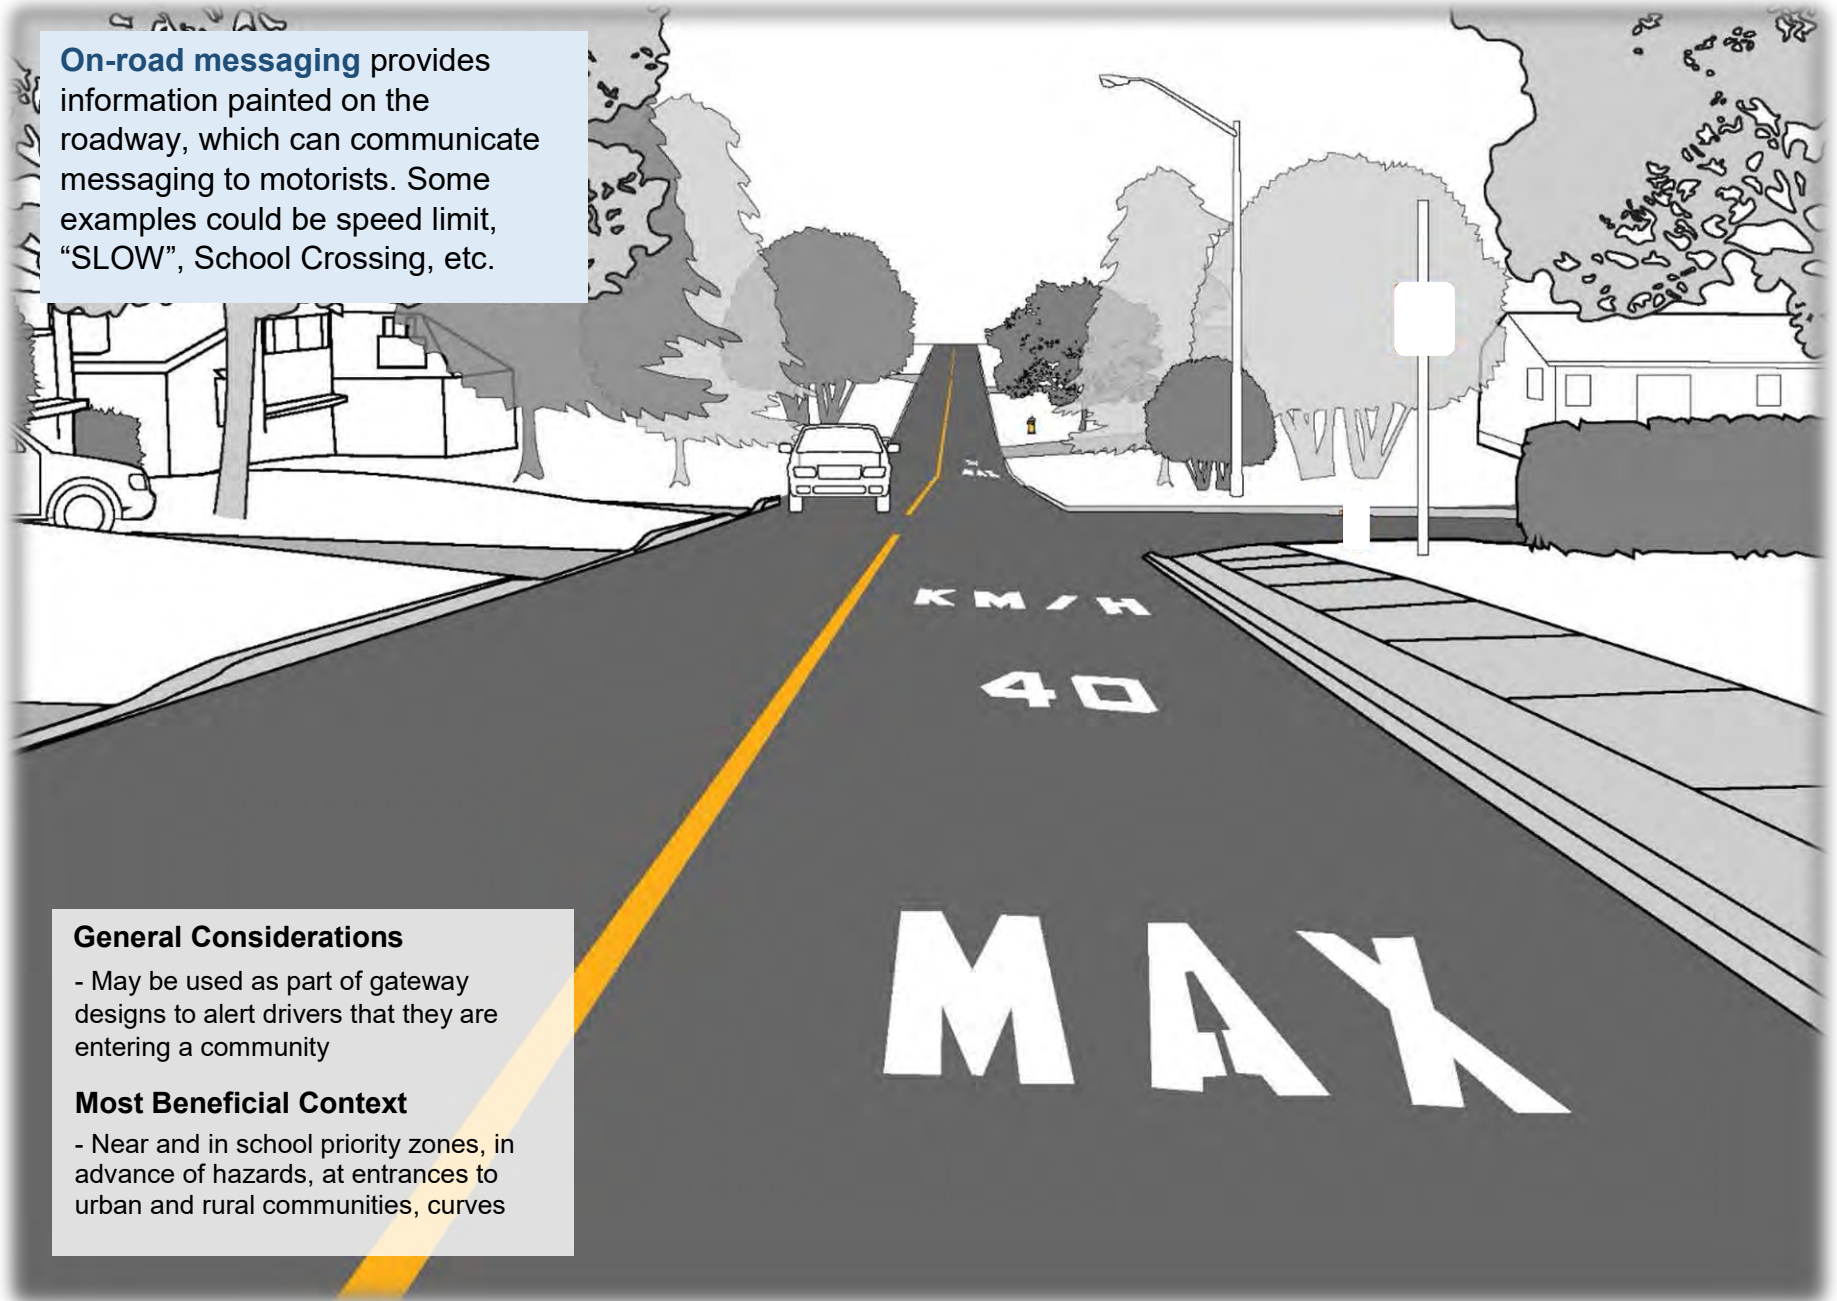 On-road messaging provides
information painted on the
roadway, which can communicate
messaging to motorists. Some
examples could be speed limit,
“SLOW”, School Crossing, etc.
MAX
KM/H
40
MAX
General Considerations
- May be used as part of gateway
designs to alert drivers that they are
entering a community
Most Beneficial Context
- Near and in school priority zones, in
advance of hazards, at entrances to
urban and rural communities, curves